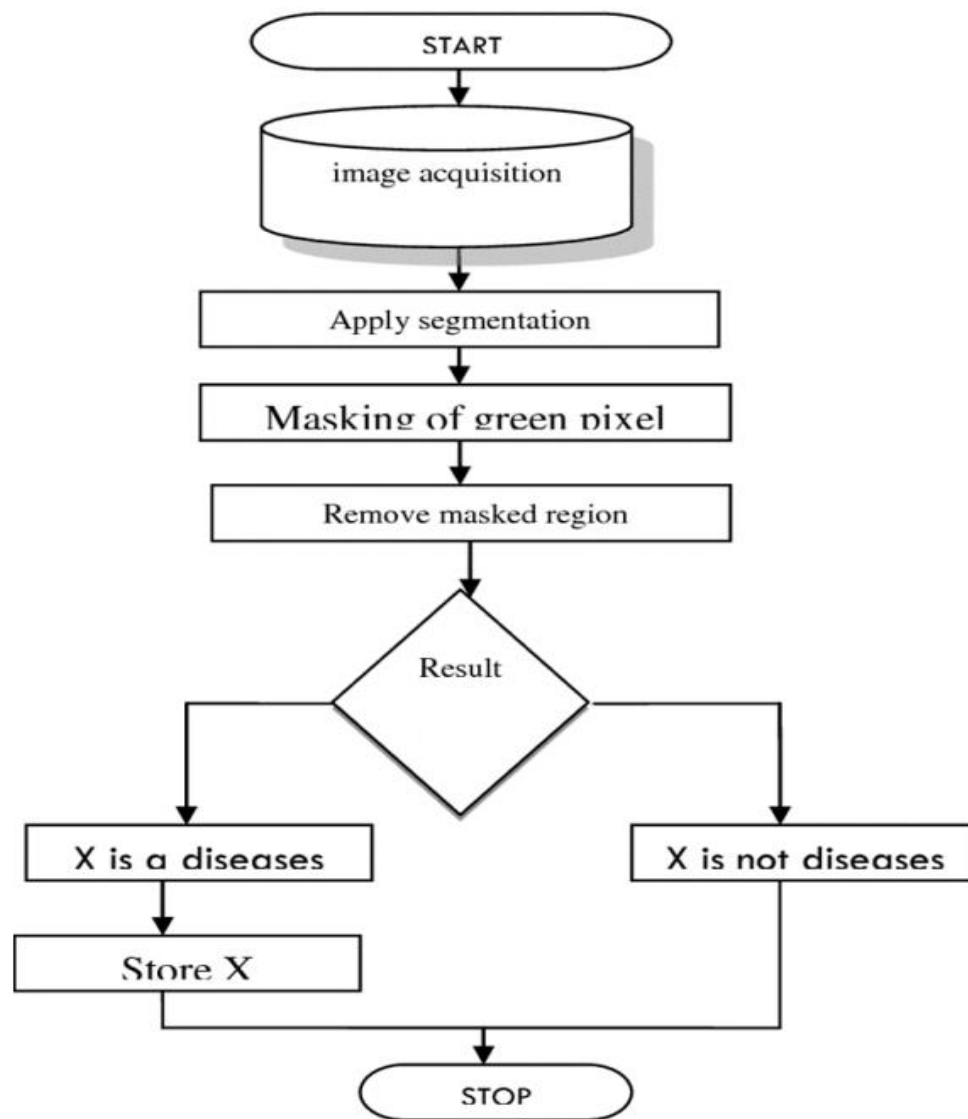 START
image acquisition
Apply segmentation
Masking of green pixel
Remove masked region
Result
X is a diseases
X is not diseases
Store X
STOP